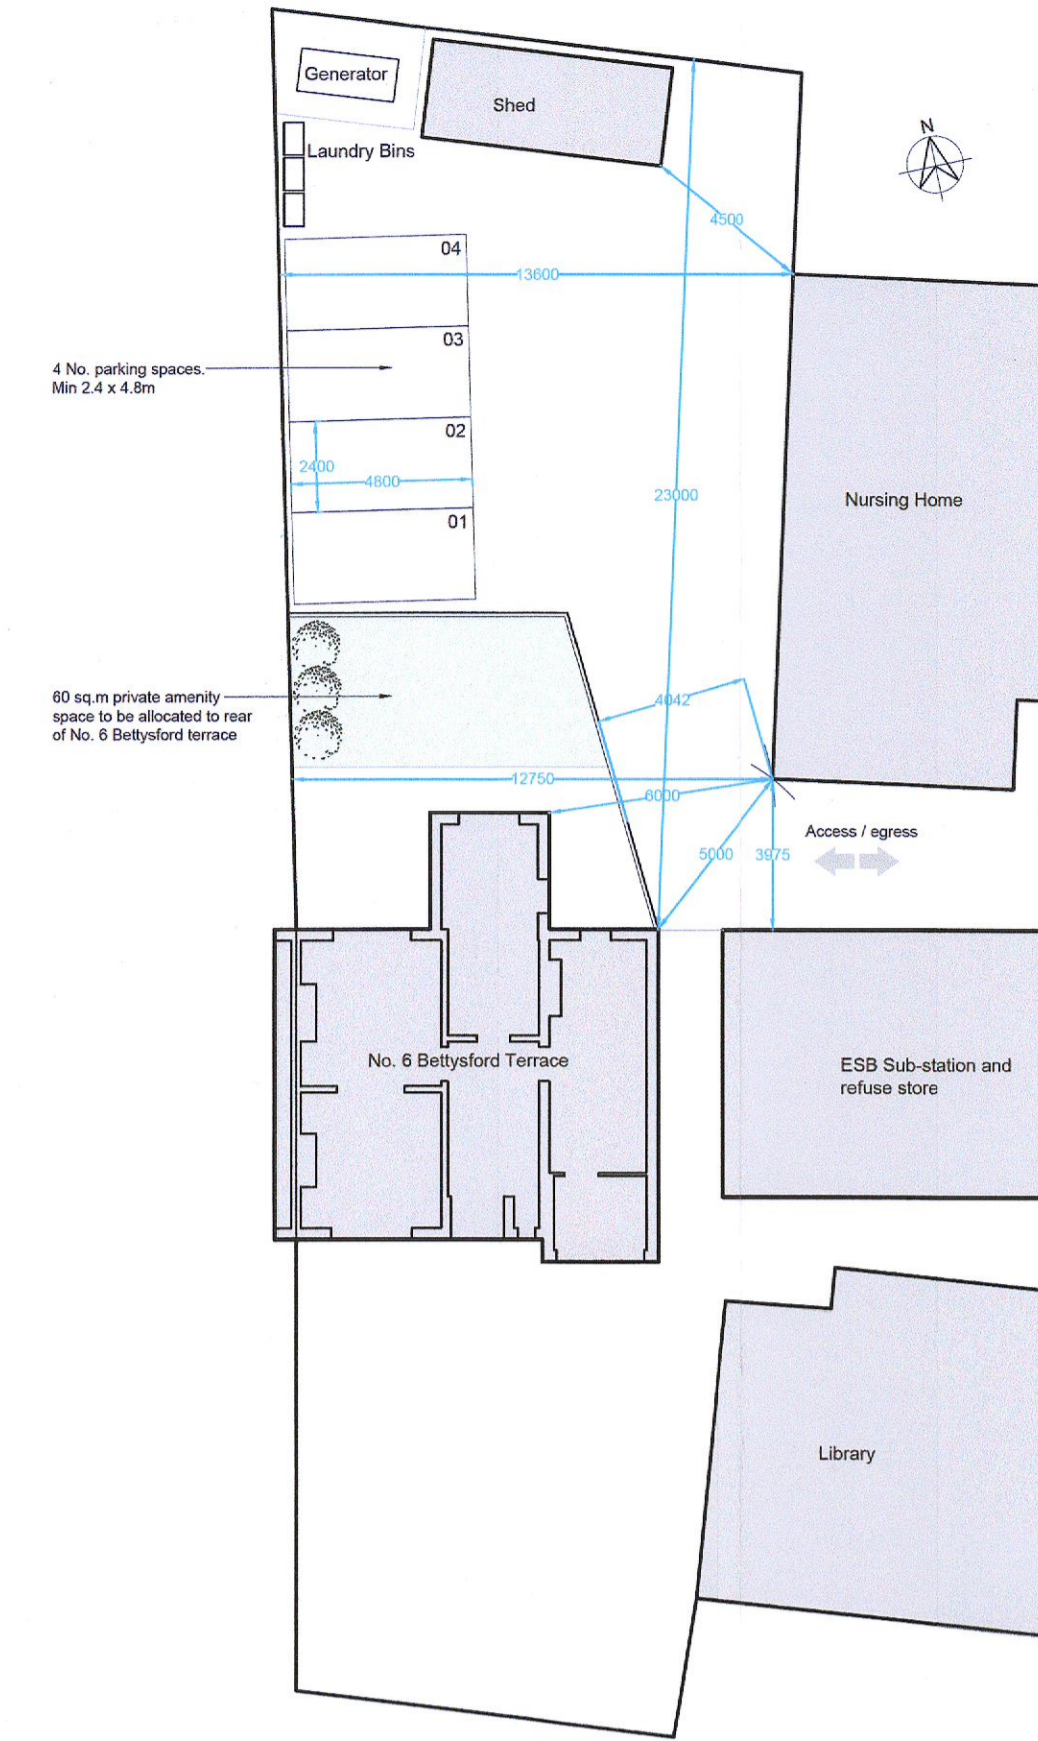 Generator
Shed
N
Laundry Bins
4500
04
13600
03
4 No. parking spaces.
Min 2.4 x 4.8m
02
2400
4800
23000
Nursing Home
01
60 sq.m private amenity
space to be allocated to rear
of No. 6 Bettysford terrace
4042
12750
6000
Access / egress
5000
3975
No. 6 Bettysford Terrace
ESB Sub-station and
refuse store
Library